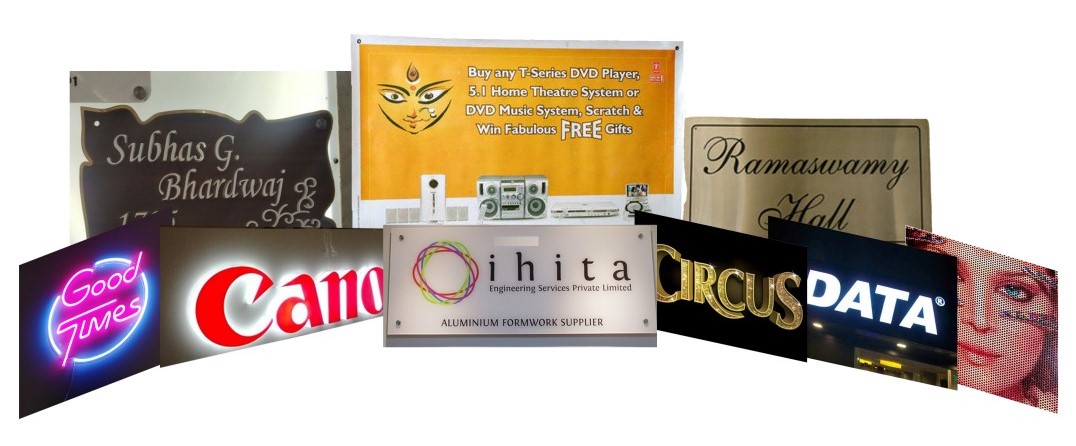 Subhas G.
Bhardwaj
Buy any T-Series DVD Player,
5.1 Home Theatre System or
DVD Music System, Scratch &
Win Fabulous FREE Gifts
Ramaswamy
Hall
Good
Times
Cano
ihita
Engineering Services Private Limited
ALUMINIUM FORMWORK SUPPLIER
CIRCUS
DATA®